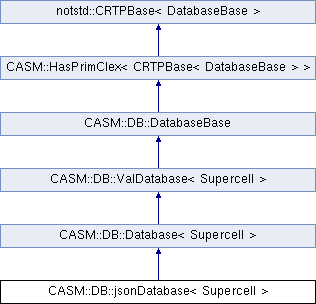 notstd::CRTPBase< DatabaseBase >
CASM::HasPrimClex< CRTPBase< DatabaseBase > >
CASM::DB::DatabaseBase
CASM::DB::ValDatabase< Supercell >
CASM::DB::Database< Supercell >
CASM::DB::jsonDatabase< Supercell >